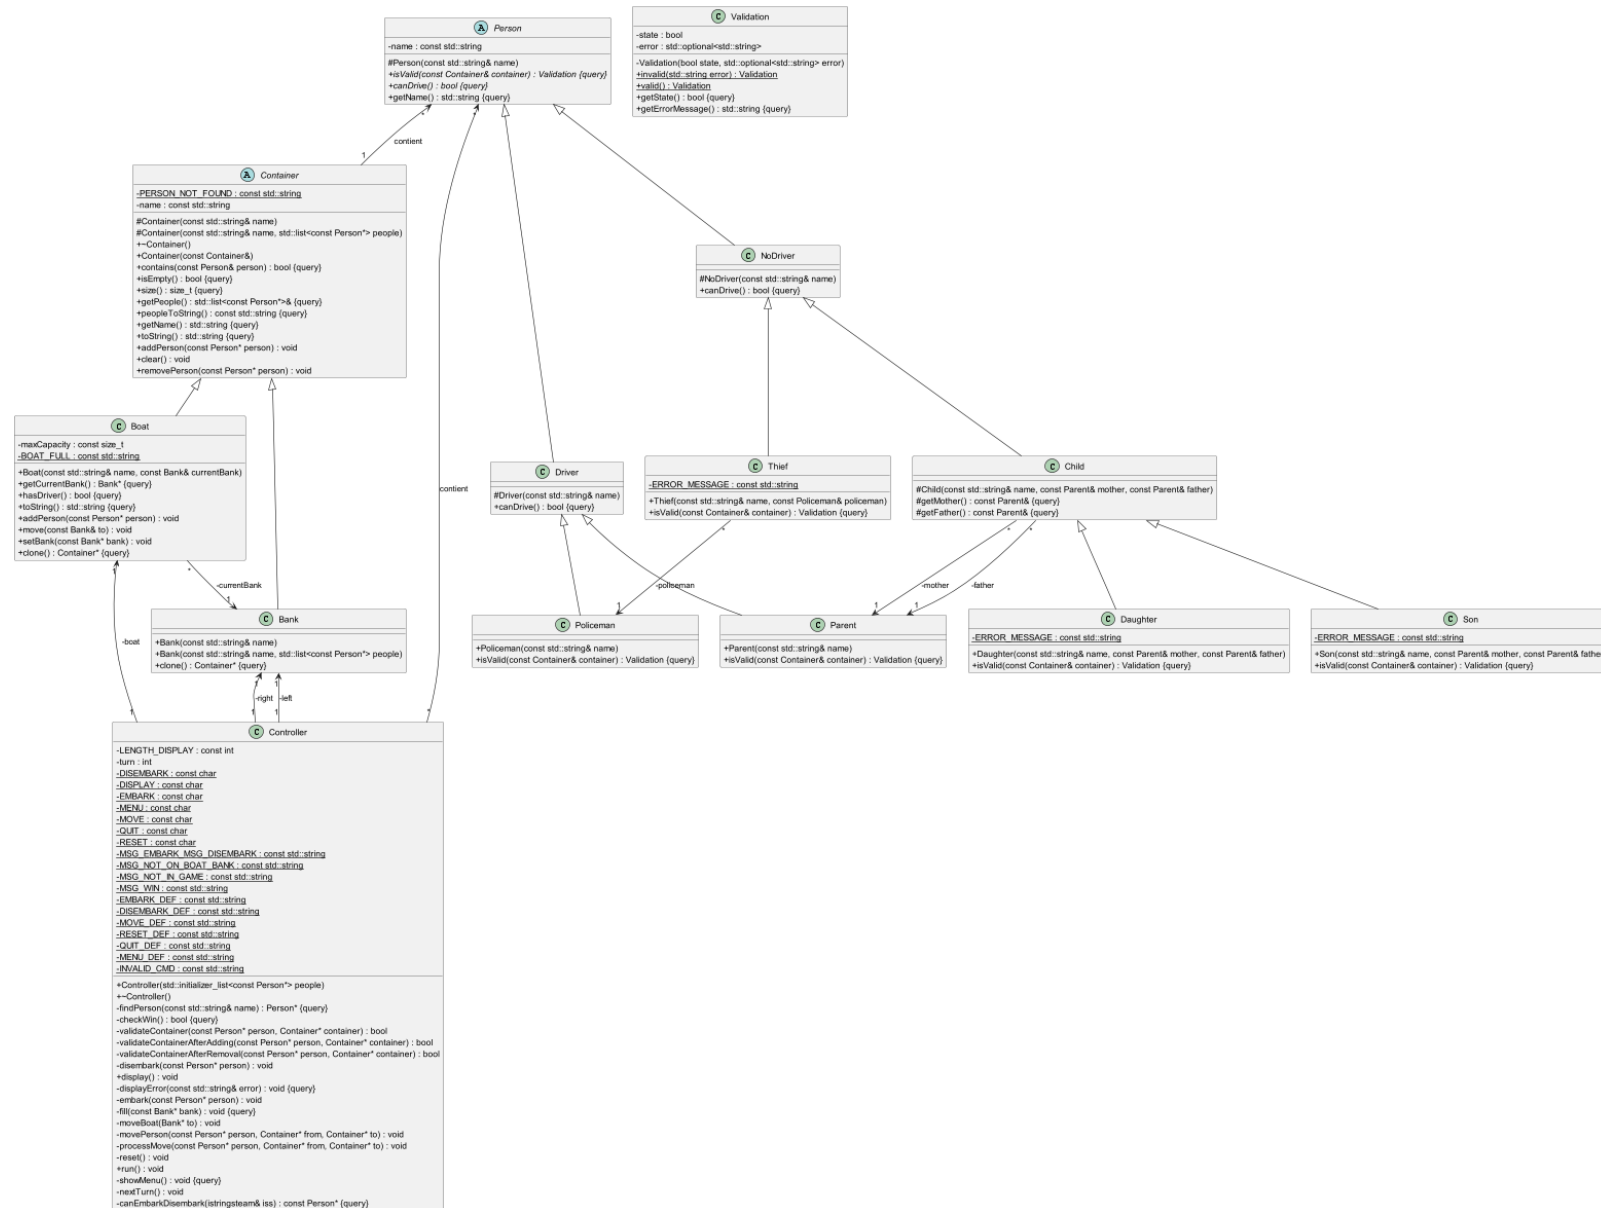 Person
-name : const std::string
#Person(const std::string& name)
+isValid(const Container& container) : Validation {query}
+canDrive() : bool {query}
+getName() : std::string {query}
Validation
-state : bool
-error : std::optional<std::string>
-Validation(bool state, std::optional<std::string> error)
+invalid(std::string error) : Validation
+valid() : Validation
+getState() : bool {query}
+getErrorMessage() : std::string {query}
*
*
contient
1
Container
-PERSON_NOT_FOUND : const std::string
-name : const std::string
#Container(const std::string& name)
#Container(const std::string& name, std::list<const Person*> people)
+~Container()
+Container(const Container&)
+contains(const Person& person) : bool {query}
+isEmpty() : bool {query}
+size() : size_t {query}
+getPeople() : std::list<const Person*>& {query}
+peopleToString() : const std::string {query}
+getName() : std::string {query}
+toString() : std::string {query}
+addPerson(const Person* person) : void
+clear() : void
+removePerson(const Person* person) : void
NoDriver
#NoDriver(const std::string& name)
+canDrive() : bool {query}
Boat
-maxCapacity : const size_t
-BOAT_FULL : const std::string
+Boat(const std::string& name, const Bank& currentBank)
+getCurrentBank() : Bank* {query}
+hasDriver() : bool {query}
+toString() : std::string {query}
+addPerson(const Person* person) : void
+move(const Bank& to) : void
+setBank(const Bank* bank) : void
+clone() : Container* {query}
contient
Driver
#Driver(const std::string& name)
+canDrive() : bool {query}
Thief
-ERROR_MESSAGE : const std::string
+Thief(const std::string& name, const Policeman& policeman)
+isValid(const Container& container) : Validation {query}
Child
#Child(const std::string& name, const Parent& mother, const Parent& father)
#getMother() : const Parent& {query}
#getFather() : const Parent& {query}
1
*
-currentBank
1
*
-policeman
1
*
*
-mother
-father
1
1
Bank
+Bank(const std::string& name)
+Bank(const std::string& name, std::list<const Person*> people)
+clone() : Container* {query}
Policeman
+Policeman(const std::string& name)
+isValid(const Container& container) : Validation {query}
Parent
+Parent(const std::string& name)
+isValid(const Container& container) : Validation {query}
Daughter
-ERROR_MESSAGE : const std::string
+Daughter(const std::string& name, const Parent& mother, const Parent& father)
+isValid(const Container& container) : Validation {query}
Son
-ERROR_MESSAGE : const std::string
+Son(const std::string& name, const Parent& mother, const Parent& fathe
+isValid(const Container& container) : Validation {query}
-boat
1
1
-right
-left
1
1
1
*
Controller
-LENGTH_DISPLAY : const int
-turn : int
-DISEMBARK : const char
-DISPLAY : const char
-EMBARK : const char
-MENU : const char
-MOVE : const char
-QUIT : const char
-RESET : const char
-MSG_EMBARK_MSG_DISEMBARK : const std::string
-MSG_NOT_ON_BOAT_BANK : const std::string
-MSG_NOT_IN_GAME : const std::string
-MSG_WIN : const std::string
-EMBARK_DEF : const std::string
-DISEMBARK_DEF : const std::string
-MOVE_DEF : const std::string
-RESET_DEF : const std::string
-QUIT_DEF : const std::string
-MENU_DEF : const std::string
-INVALID_CMD : const std::string
+Controller(std::initializer_list<const Person*> people)
+~Controller()
-findPerson(const std::string& name) : Person* {query}
-checkWin() : bool {query}
-validateContainer(const Person* person, Container* container) : bool
-validateContainerAfterAdding(const Person* person, Container* container) : bool
-validateContainerAfterRemoval(const Person* person, Container* container) : bool
-disembark(const Person* person) : void
+display() : void
-displayError(const std::string& error) : void {query}
-embark(const Person* person) : void
-fill(const Bank* bank) : void {query}
-moveBoat(Bank* to) : void
-movePerson(const Person* person, Container* from, Container* to) : void
-processMove(const Person* person, Container* from, Container* to) : void
-reset() : void
+run() : void
-showMenu() : void {query}
-nextTurn() : void
-canEmbarkDisembark(istringsteam& iss) : const Person* {query}